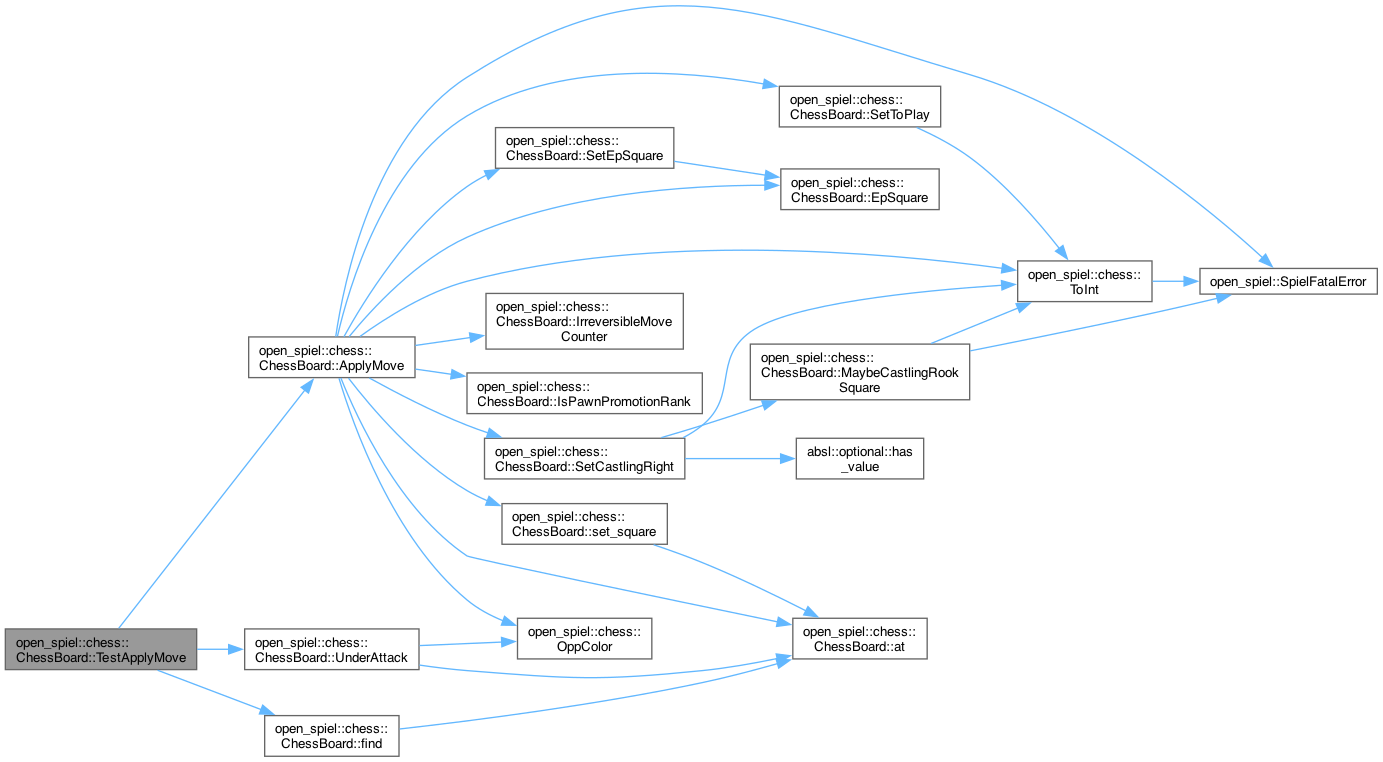 open_spiel::chess::
ChessBoard::SetToPlay
open_spiel::chess::
ChessBoard::SetEpSquare
open_spiel::chess::
ChessBoard::EpSquare
open_spiel::chess::
ToInt
open_spiel::SpielFatalError
open_spiel::chess::
ChessBoard::IrreversibleMove
Counter
open_spiel::chess::
ChessBoard::ApplyMove
open_spiel::chess::
ChessBoard::MaybeCastlingRook
Square
open_spiel::chess::
ChessBoard::IsPawnPromotionRank
open_spiel::chess::
ChessBoard::SetCastlingRight
absl::optional::has
_value
open_spiel::chess::
ChessBoard::set_square
open_spiel::chess::
ChessBoard::TestApplyMove
open_spiel::chess::
ChessBoard::UnderAttack
open_spiel::chess::
OppColor
open_spiel::chess::
ChessBoard::at
open_spiel::chess::
ChessBoard::find